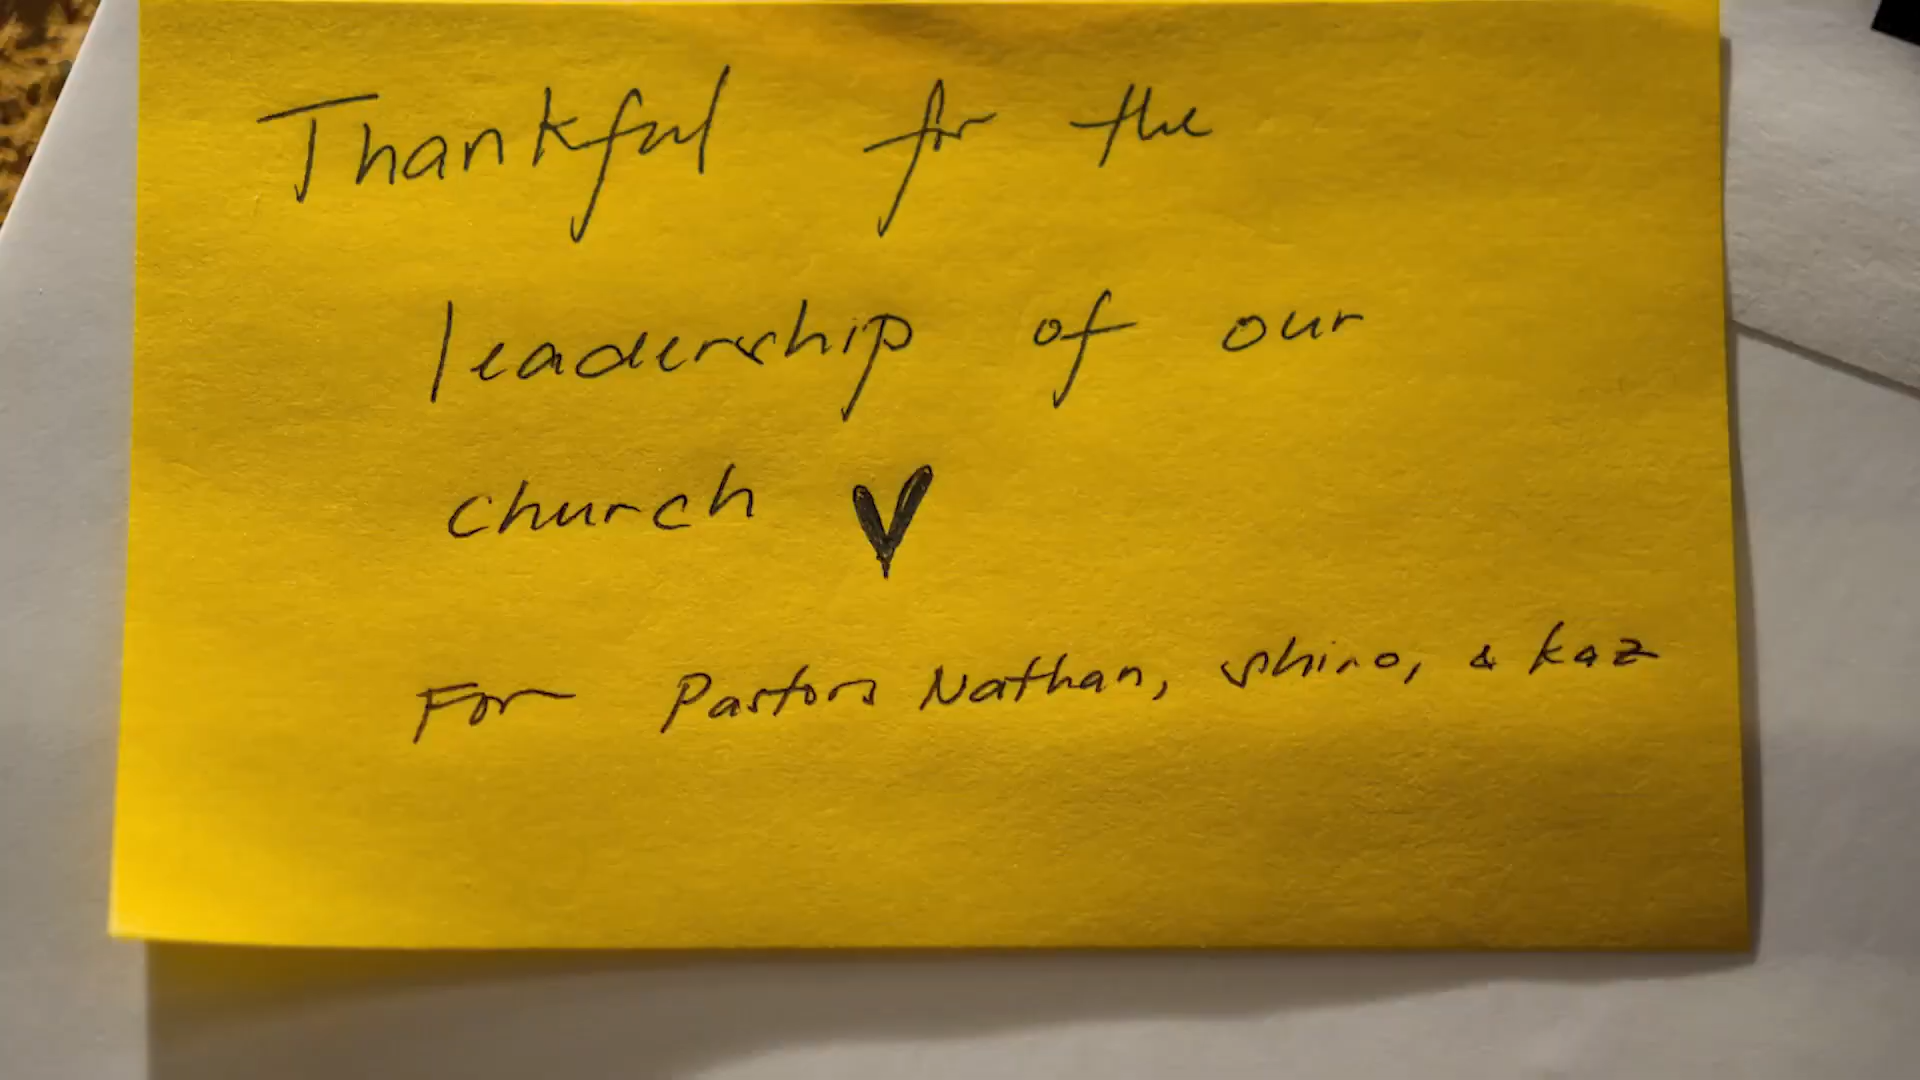 Thankful for the
leadership of our
church ♥
For Pastors Nathan, Shino, & Kaz